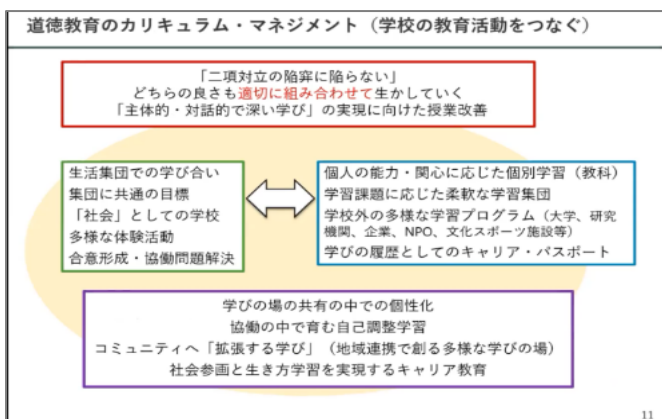 道徳教育のカリキュラム・マネジメント（学校の教育活動をつなぐ）
「二項対立の陥穽に陥らない」
どちらの良さも適切に組み合わせて生かしていく
「主体的・対話的で深い学び」の実現に向けた授業改善
生活集団での学び合い
集団に共通の目標
「社会」としての学校
多様な体験活動
合意形成・協働問題解決
個人の能力・関心に応じた個別学習（教科）
学習課題に応じた柔軟な学習集団
学校外の多様な学習プログラム（大学、研究
機関、企業、NPO、文化スポーツ施設等）
学びの履歴としてのキャリア・パスポート
学びの場の共有の中での個性化
協働の中で育む自己調整学習
コミュニティへ「拡張する学び」（地域連携で創る多様な学びの場）
社会参画と生き方学習を実現するキャリア教育
11